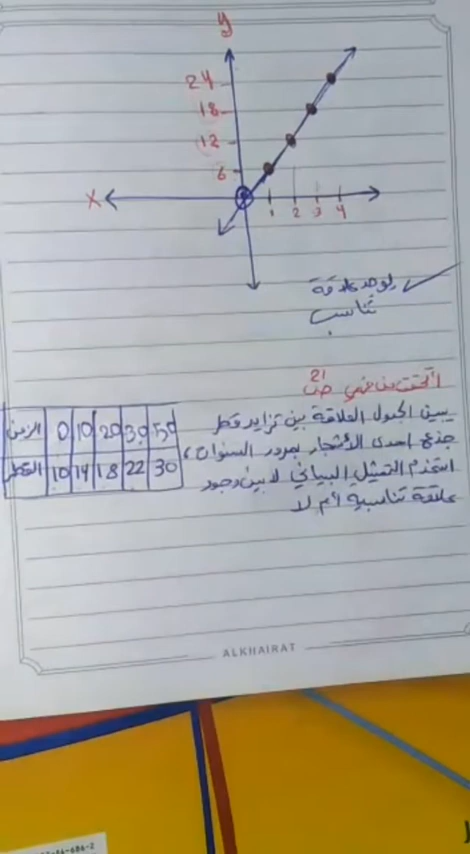 y
24
18
12
6
X
1 2 3 4
يوجد علاقة
تناسب
أتحقق من فهمي ص 21
يبين الجدول العلاقة بين تزايد قطر
جذع احدى الأشجار بمرور السنوات،
استخدم التمثيل البياني لابين وجود
علاقة تناسبيه أم لا
الزمن 0 10 20 30 50
القطر 10 14 18 22 30
ALKHAIRAT